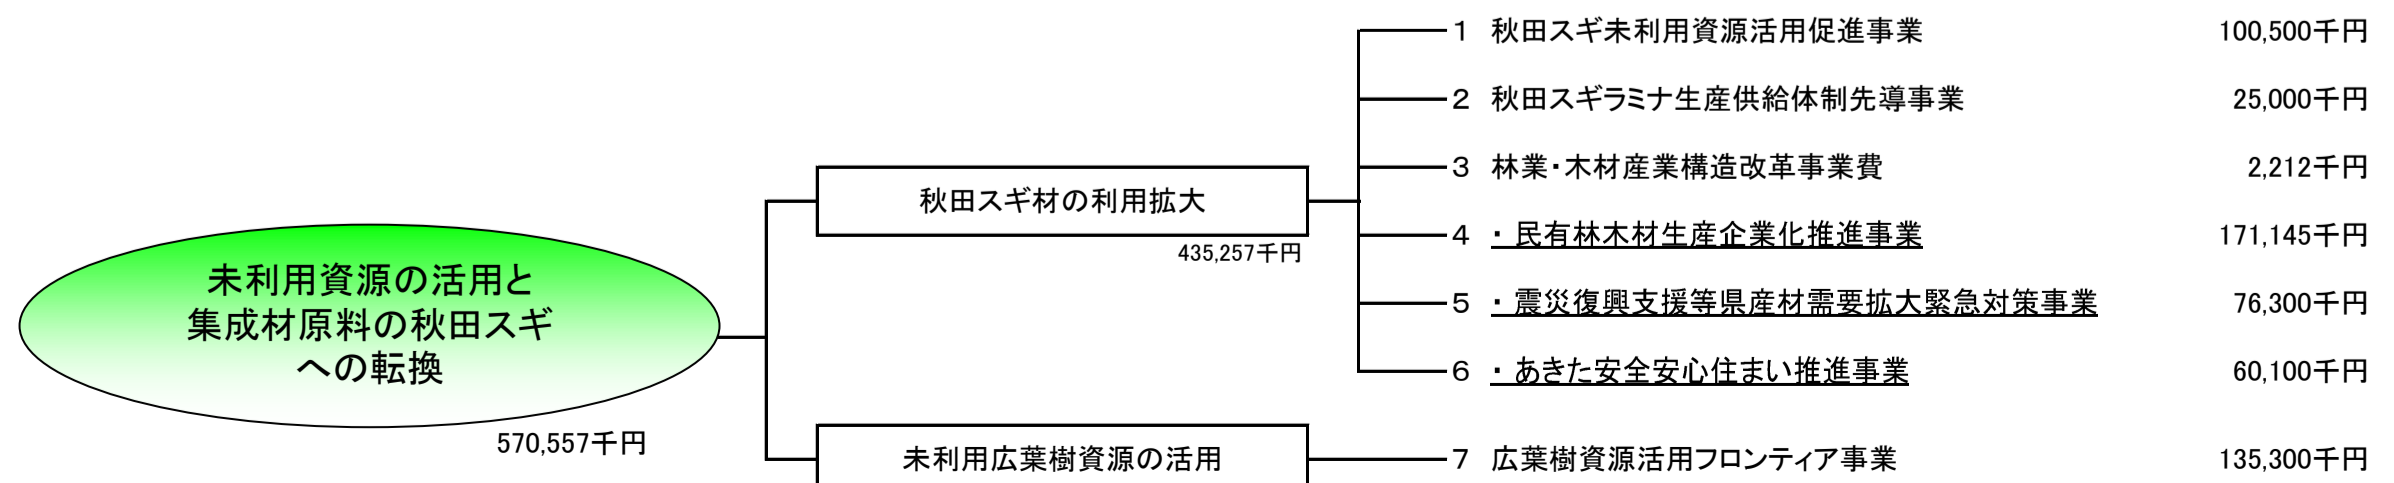 未利用資源の活用と
集成材原料の秋田スギ
への転換
570,557千円
秋田スギ材の利用拡大
435,257千円
1 秋田スギ未利用資源活用促進事業 100,500千円
2 秋田スギラミナ生産供給体制先導事業 25,000千円
3 林業・木材産業構造改革事業費 2,212千円
4 ・ 民有林木材生産企業化推進事業 171,145千円
5 ・ 震災復興支援等県産材需要拡大緊急対策事業 76,300千円
6 ・ あきた安全安心住まい推進事業 60,100千円
未利用広葉樹資源の活用
7 広葉樹資源活用フロンティア事業 135,300千円